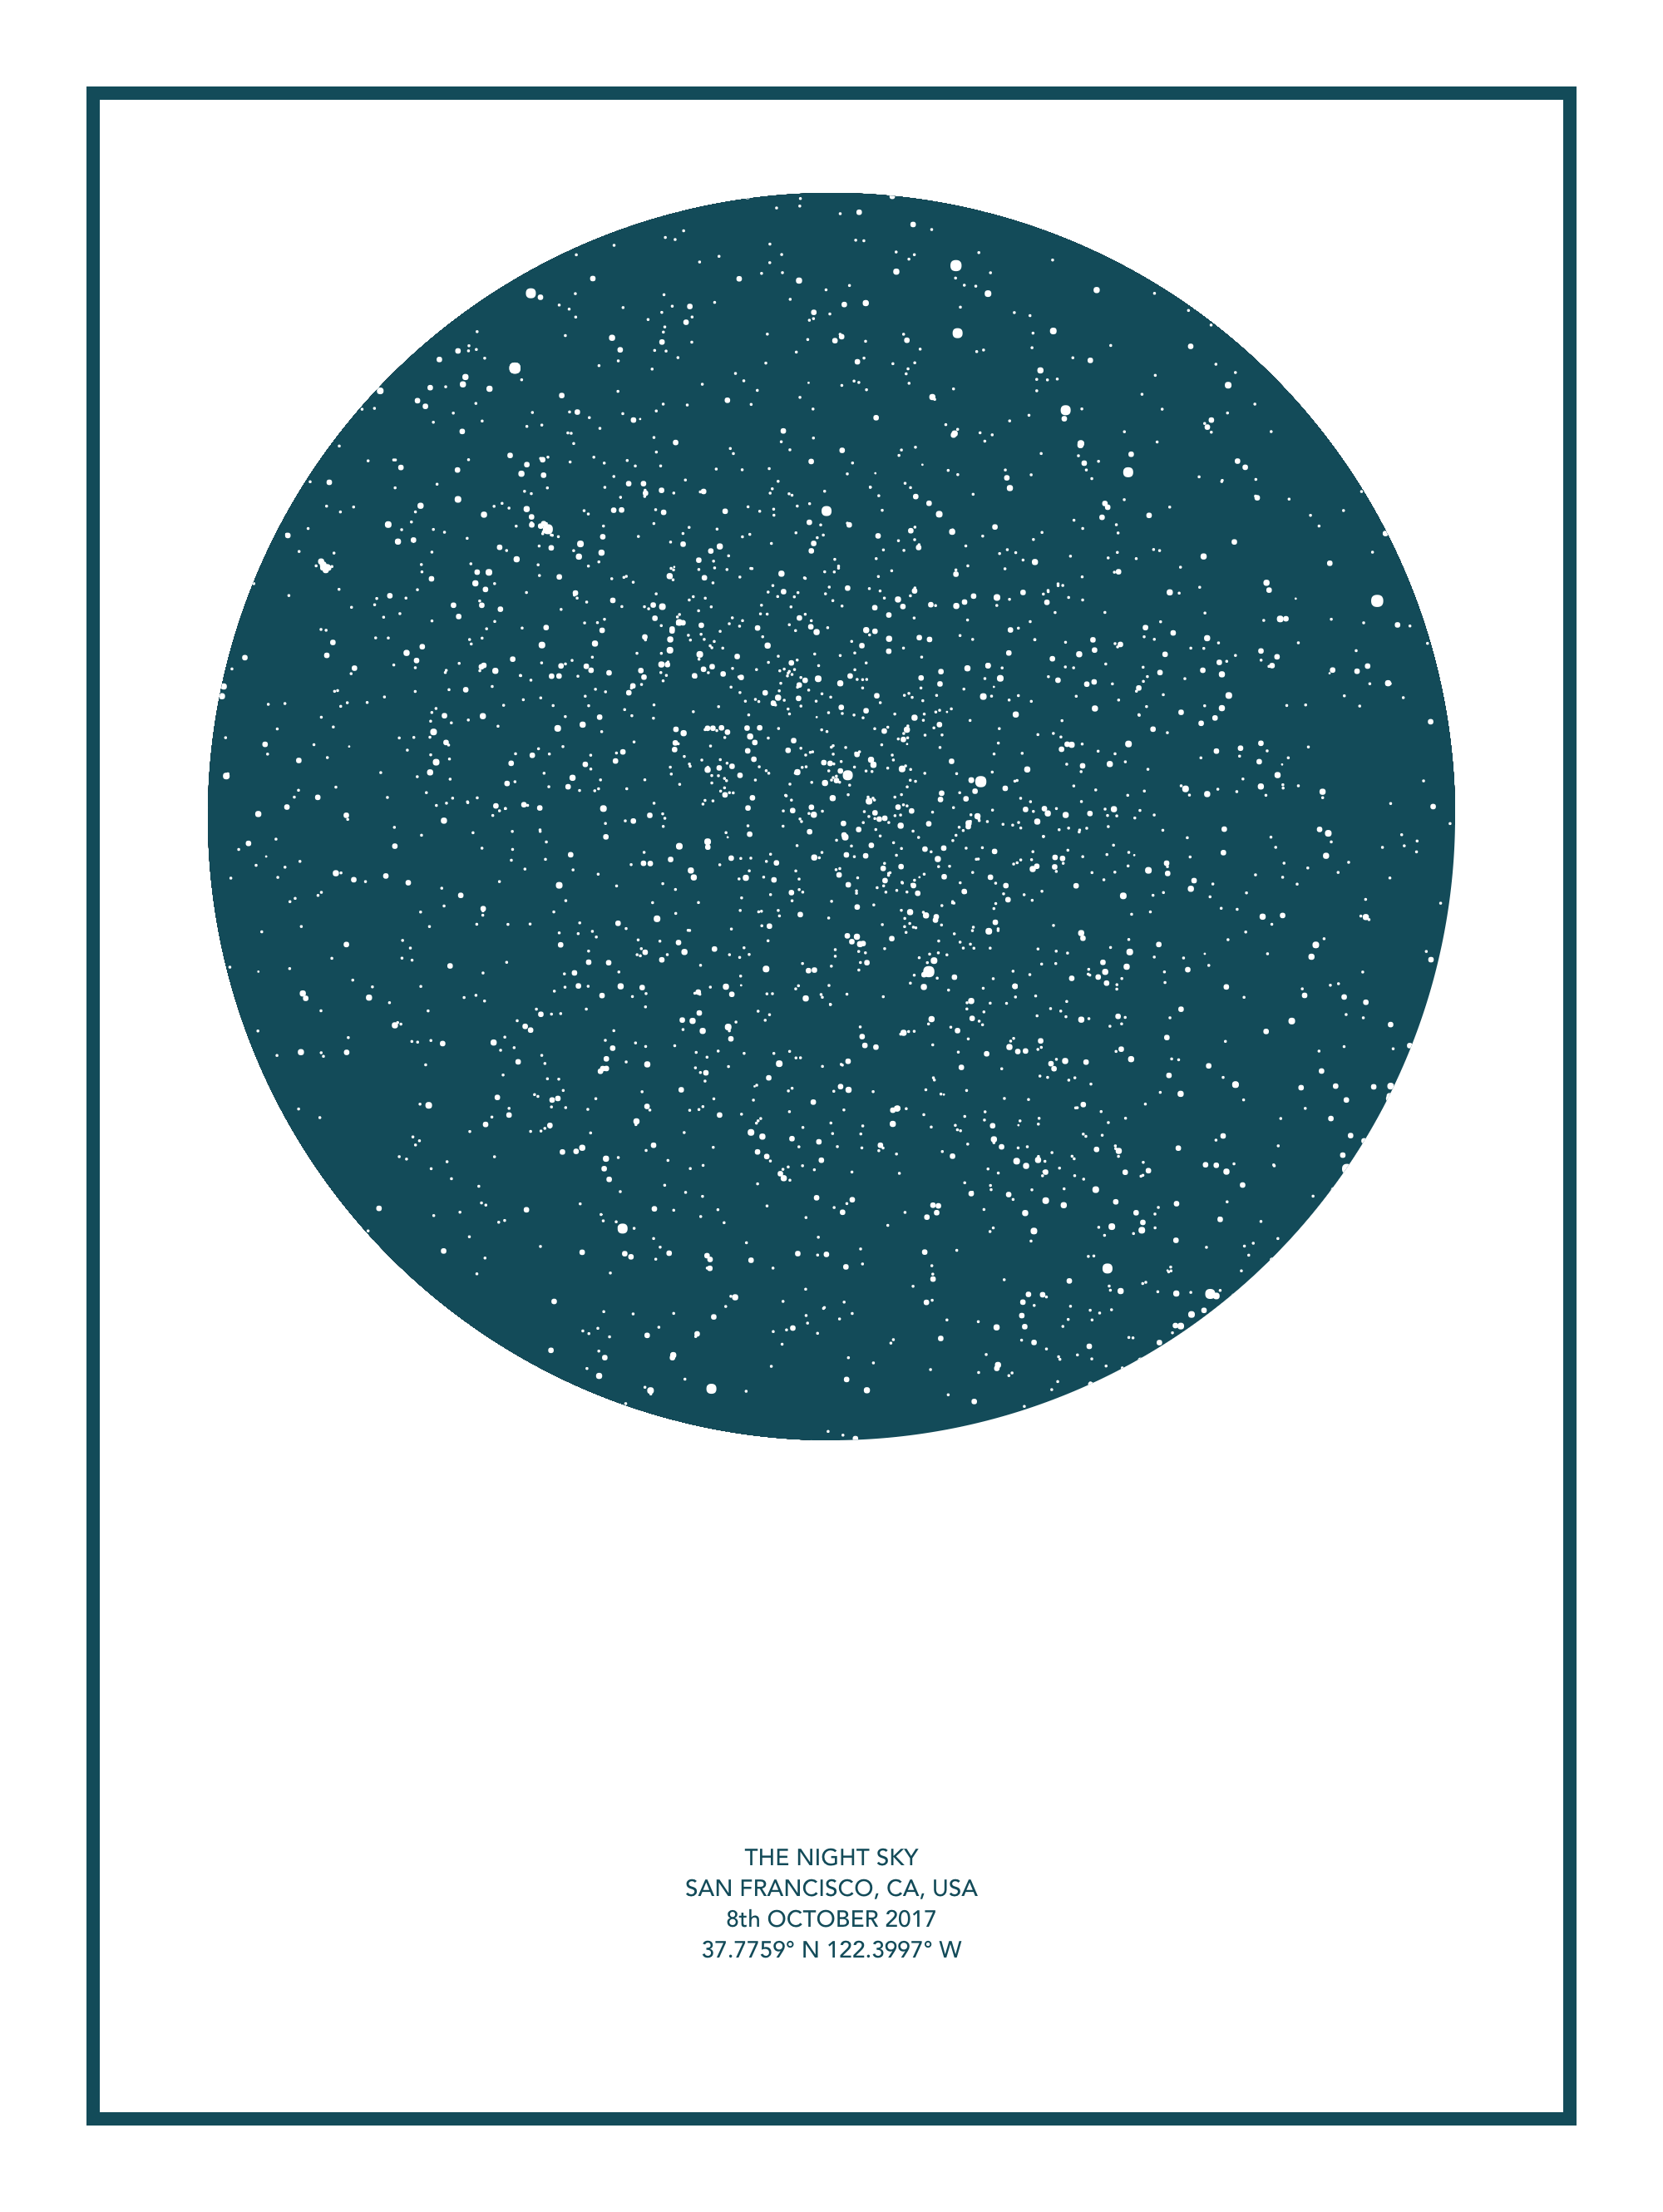 THE NIGHT SKY
SAN FRANCISCO, CA, USA
8th OCTOBER 2017
37.7759° N 122.3997° W